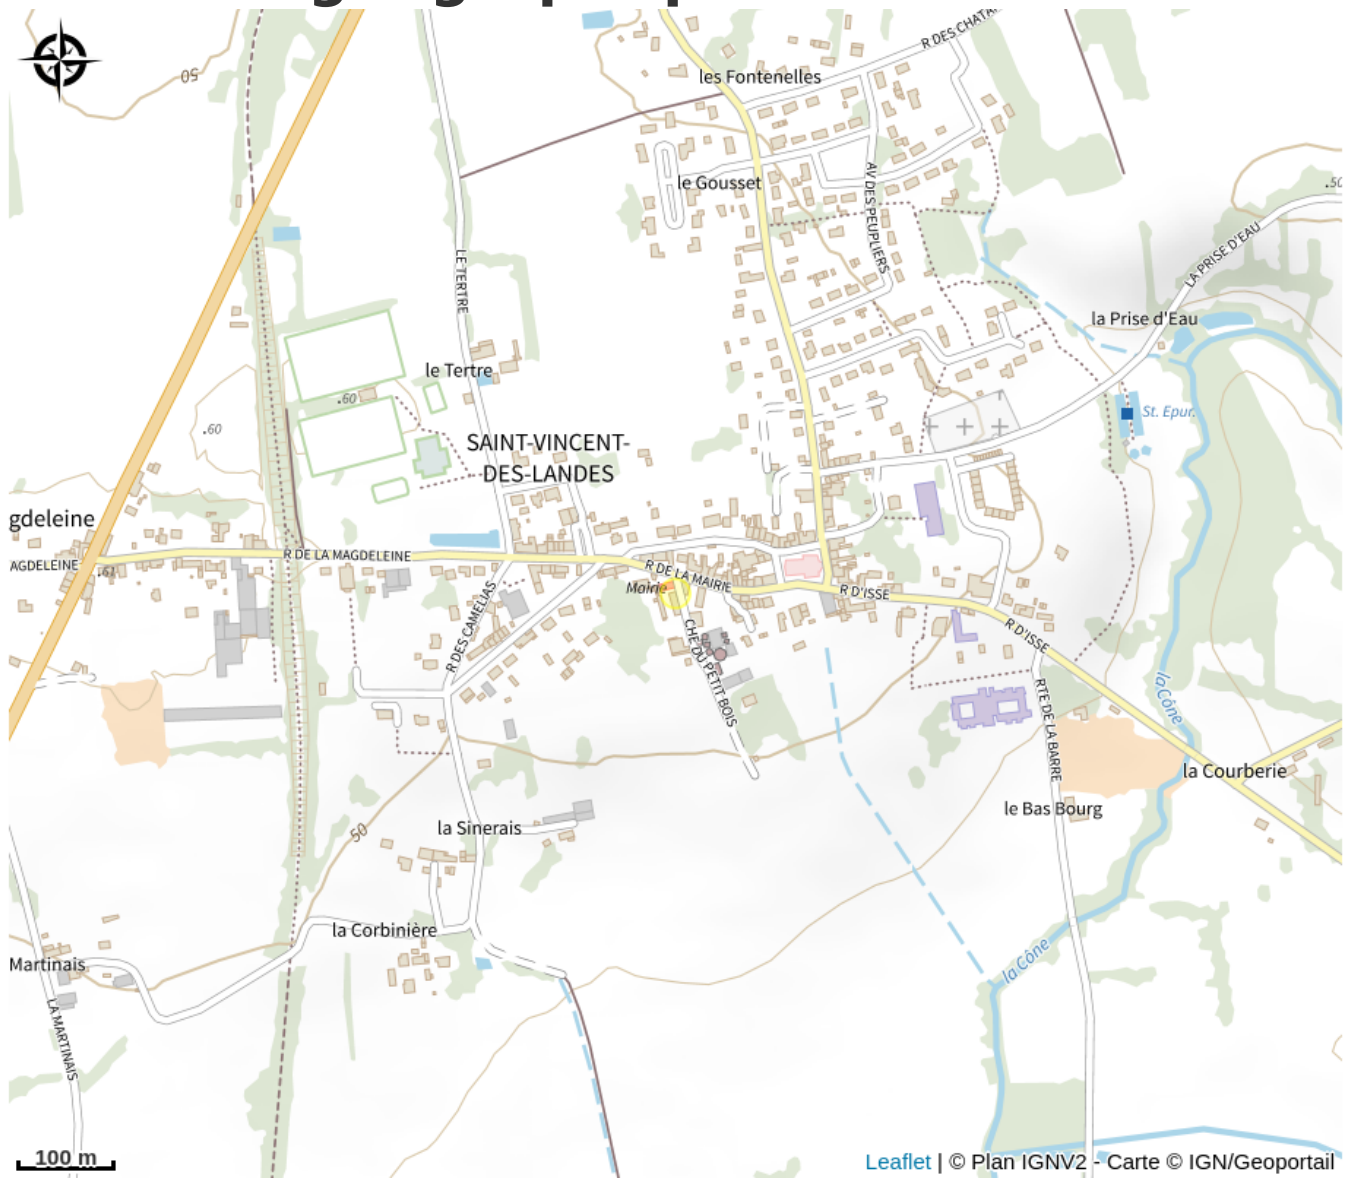 R DES CHATA
50
les Fontenelles
le Gousset
AV DES PEUPLIERS
.50
LA PRISE D'EAU
LE TERTRE
la Prise d'Eau
le Tertre
.60
.60
St. Epur.
SAINT-VINCENT-
DES-LANDES
gdeleine
AGDELEINE
.61
R DE LA MAGDELEINE
R DE LA MAIRIE
Mairie
R D'ISSE
R DES CAMELIAS
CHE DU PETIT BOIS
R D'ISSE
RTE DE LA BARRE
la Cône
la Courberie
le Bas Bourg
la Sinerais
50
la Corbinière
Martinais
la Cône
LA MARTINAIS
100 m
Leaflet | © Plan IGNV2 - Carte © IGN/Geoportail